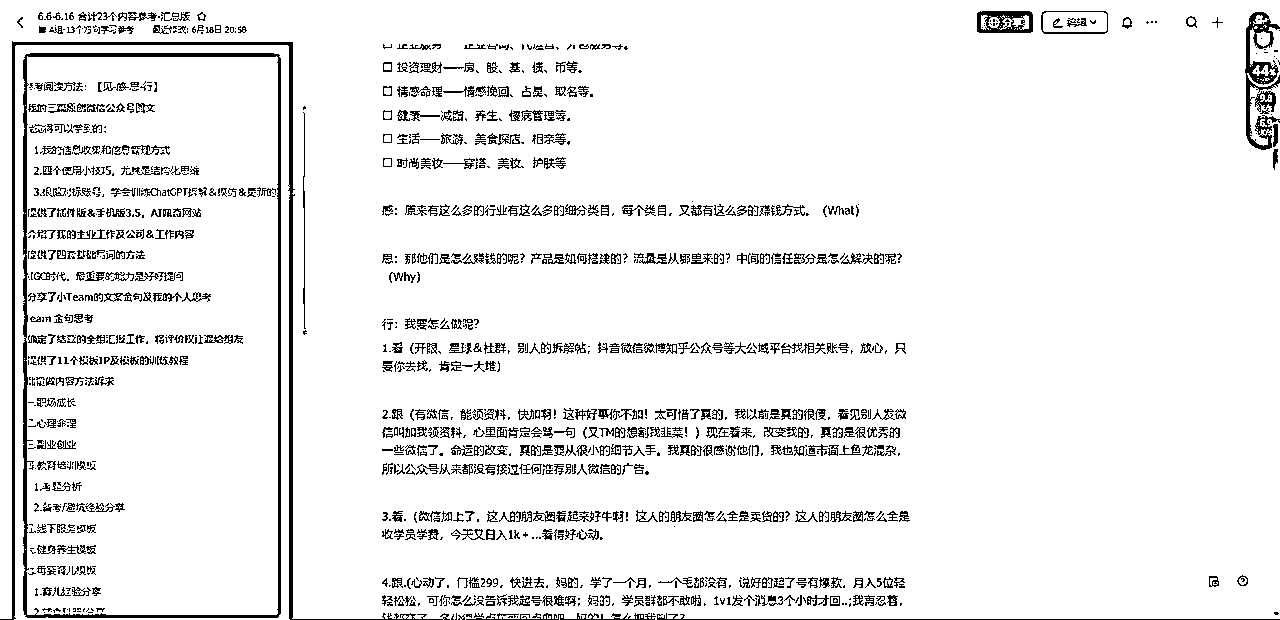 6.6-6.16 合计23个内容参考·汇总版
AI组·13个方向学习参考 最近修改: 6月18日 20:58
分享
编辑
参考阅读方法: 【见-感-思-行】
我的三篇原创微信公众号图文
1.我的信息收集和信息管理方式
2.四个使用小技巧，尤其是结构化思维
3.根据对标账号，学会训练ChatGPT拆解＆模仿＆更新的
提供了插件版&手机版3.5，AI网站
介绍了我的主业工作及公司＆工作内容
提供了四套基础写词的方法
AIGC时代，最重要的能力是好好提问
分享了小Team的文案金句及我的个人思考
Team 金句思考
确定了结营的全组汇报工作，将评价权让渡给朋友
提供了11个模板IP及模板的训练教程
批量做内容方法诉求
一.职场成长
二.心理命理
三.副业创业
四.教育培训模板
1.考题分析
2.备考/避坑经验分享
五.线下服务模板
六.健身养生模板
七.母婴育儿模板
1.育儿经验分享
企业服务——企业咨询、代运营、外包服务等。
投资理财——房、股、基、债、币等。
情感命理——情感挽回、占星、取名等。
健康——减脂、养生、慢病管理等。
生活——旅游、美食探店、相亲等。
时尚美妆——穿搭、美妆、护肤等
感：原来有这么多的行业有这么多的细分类目，每个类目，又都有这么多的赚钱方式。（What）
思：那他们是怎么赚钱的呢？产品是如何搭建的？流量是从哪里来的？中间的信任部分是怎么解决的呢？
（Why）
行：我要怎么做呢？
1.看（开眼、星球&社群，别人的拆解帖；抖音微信微博知乎公众号等大公域平台找相关账号，放心，只
要你去找，肯定一大堆）
2.跟（有微信，能领资料，快加啊！这种好事你不加！太可惜了真的，我以前是真的很傻，看见别人发微
信叫加我领资料，心里面肯定会骂一句（又TM的想割我韭菜！）现在看来，改变我的，真的是很优秀的
一些微信了。命运的改变，真的是要从很小的细节入手。我真的很感谢他们，我也知道市面上鱼龙混杂，
所以公众号从来都没有接过任何推荐别人微信的广告。
3.看.（微信加上了，这人的朋友圈看起来好牛啊！这人的朋友圈怎么全是卖货的？这人的朋友圈怎么全是
收学员学费，今天又日入1k + ...看得好心动。
4.跟.(心动了，门槛299，快进去，妈的，学了一个月，一个毛都没有，说好的起了号有爆款，月入5位轻
轻松松，可你怎么没告诉我起号很难啊；妈的，学员群都不敢啦，1v1发个消息3个小时才回..;我再忍着，